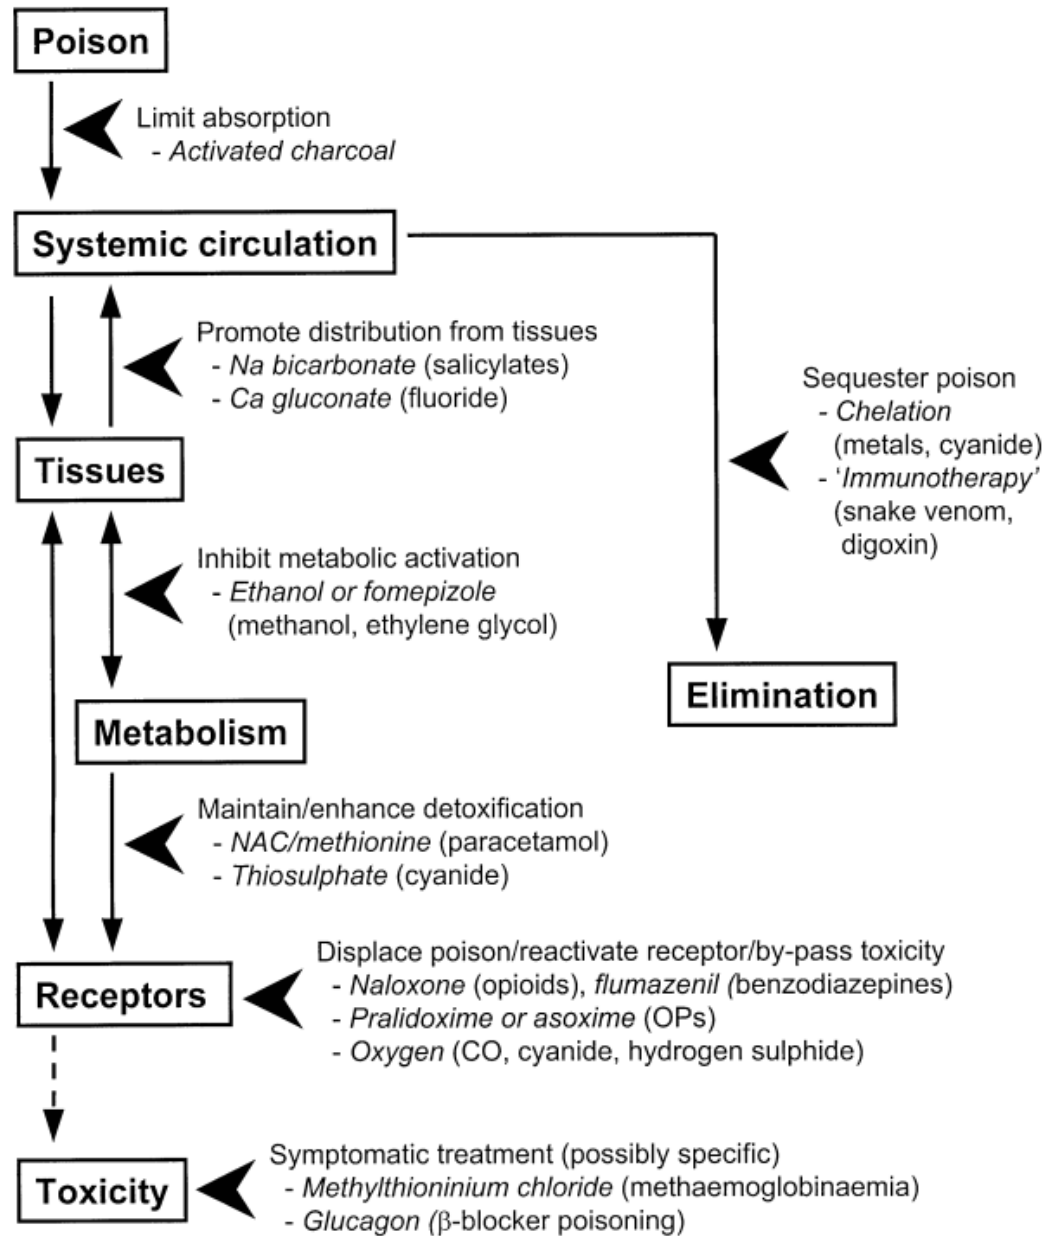 Poison
Limit absorption
- Activated charcoal
Systemic circulation
Promote distribution from tissues
- Na bicarbonate (salicylates)
- Ca gluconate (fluoride)
Sequester poison
- Chelation
(metals, cyanide)
- ‘Immunotherapy’
(snake venom,
digoxin)
Tissues
Inhibit metabolic activation
- Ethanol or fomepizole
(methanol, ethylene glycol)
Elimination
Metabolism
Maintain/enhance detoxification
- NAC/methionine (paracetamol)
- Thiosulphate (cyanide)
Receptors
Displace poison/reactivate receptor/by-pass toxicity
- Naloxone (opioids), flumazenil (benzodiazepines)
- Pralidoxime or asoxime (OPs)
- Oxygen (CO, cyanide, hydrogen sulphide)
Toxicity
Symptomatic treatment (possibly specific)
- Methylthioninium chloride (methaemoglobinaemia)
- Glucagon (β-blocker poisoning)